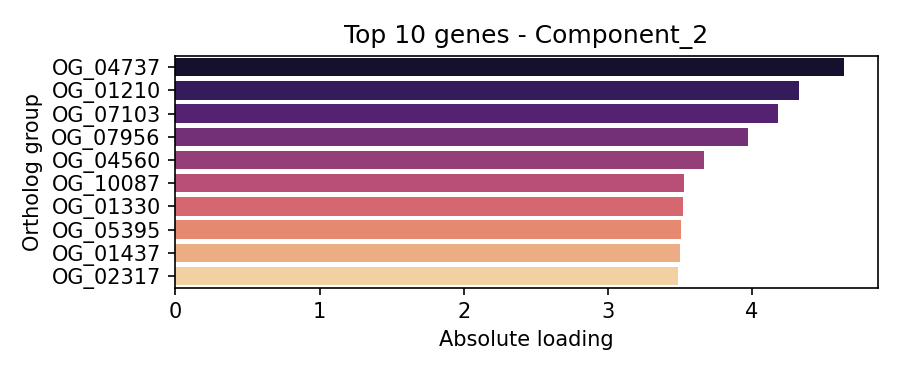 Top 10 genes - Component_2
Ortholog group
OG_04737
OG_01210
OG_07103
OG_07956
OG_04560
OG_10087
OG_01330
OG_05395
OG_01437
OG_02317
0 1 2 3 4
Absolute loading